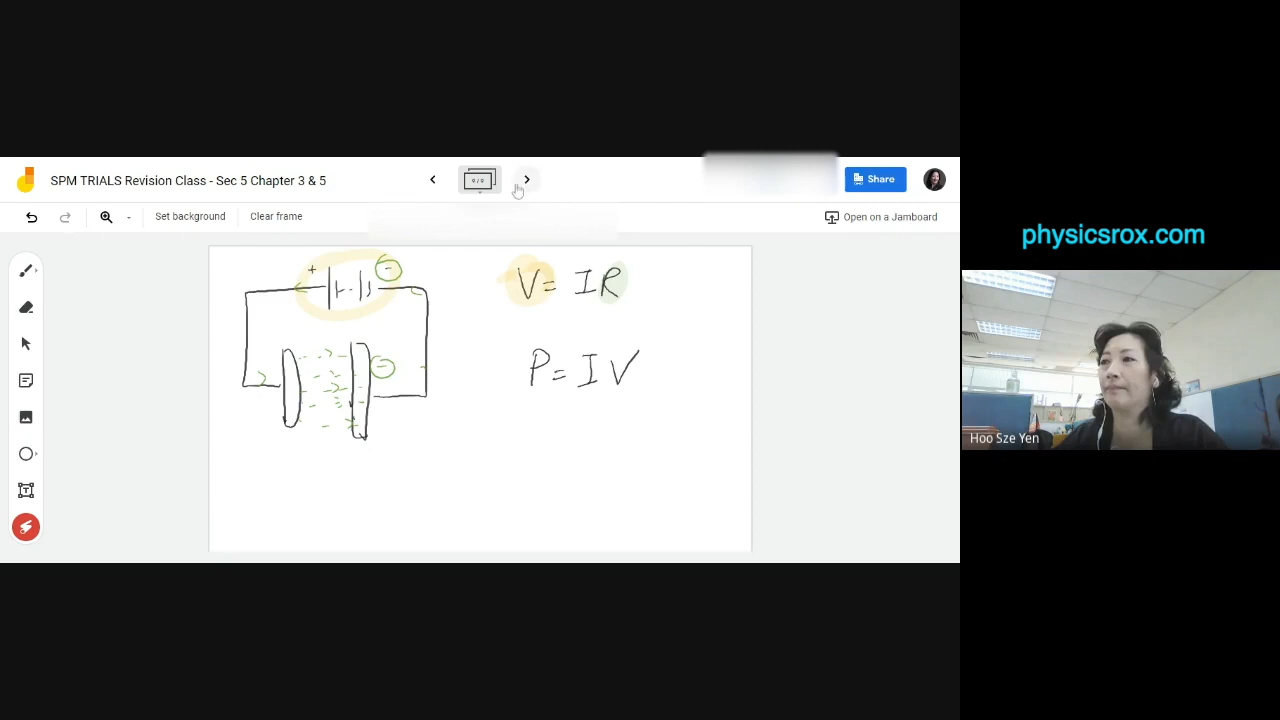 SPM TRIALS Revision Class - Sec 5 Chapter 3 & 5
Share
Set background
Clear frame
Open on a Jamboard
+
-
V = IR
-
P = IV
physicsrox.com
Hoo Sze Yen